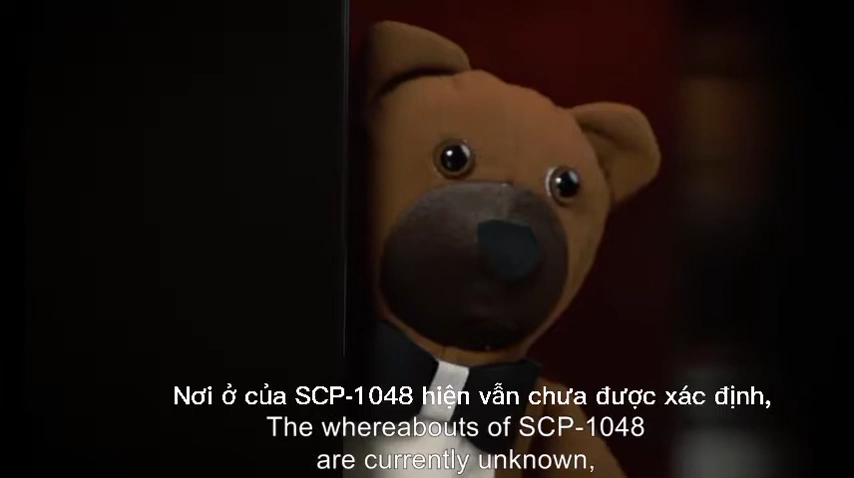 Nơi ở của SCP-1048 hiện vẫn chưa được xác định,
The whereabouts of SCP-1048
are currently unknown,